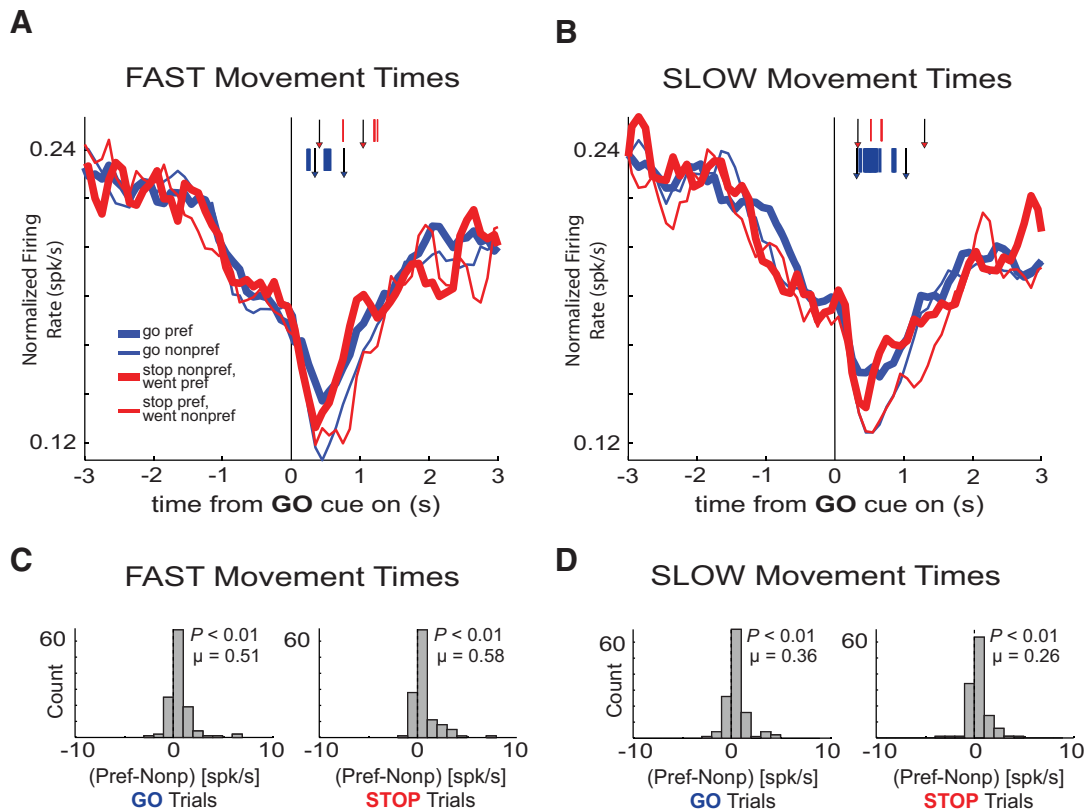 A
FAST Movement Times
0.24
0.12
Normalized Firing
Rate (spk/s)
go pref
go nonpref
stop nonpref,
went pref
stop pref,
went nonpref
-3 -2 -1 0 1 2 3
time from GO cue on (s)
B
SLOW Movement Times
0.24
0.12
Normalized Firing
Rate (spk/s)
-3 -2 -1 0 1 2 3
time from GO cue on (s)
C
FAST Movement Times
60
Count
P < 0.01
μ = 0.51
-10 0 10
(Pref-Nonp) [spk/s]
GO Trials
60
P < 0.01
μ = 0.58
-10 0 10
(Pref-Nonp) [spk/s]
STOP Trials
D
SLOW Movement Times
60
Count
P < 0.01
μ = 0.36
-10 0 10
(Pref-Nonp) [spk/s]
GO Trials
60
P < 0.01
μ = 0.26
-10 0 10
(Pref-Nonp) [spk/s]
STOP Trials